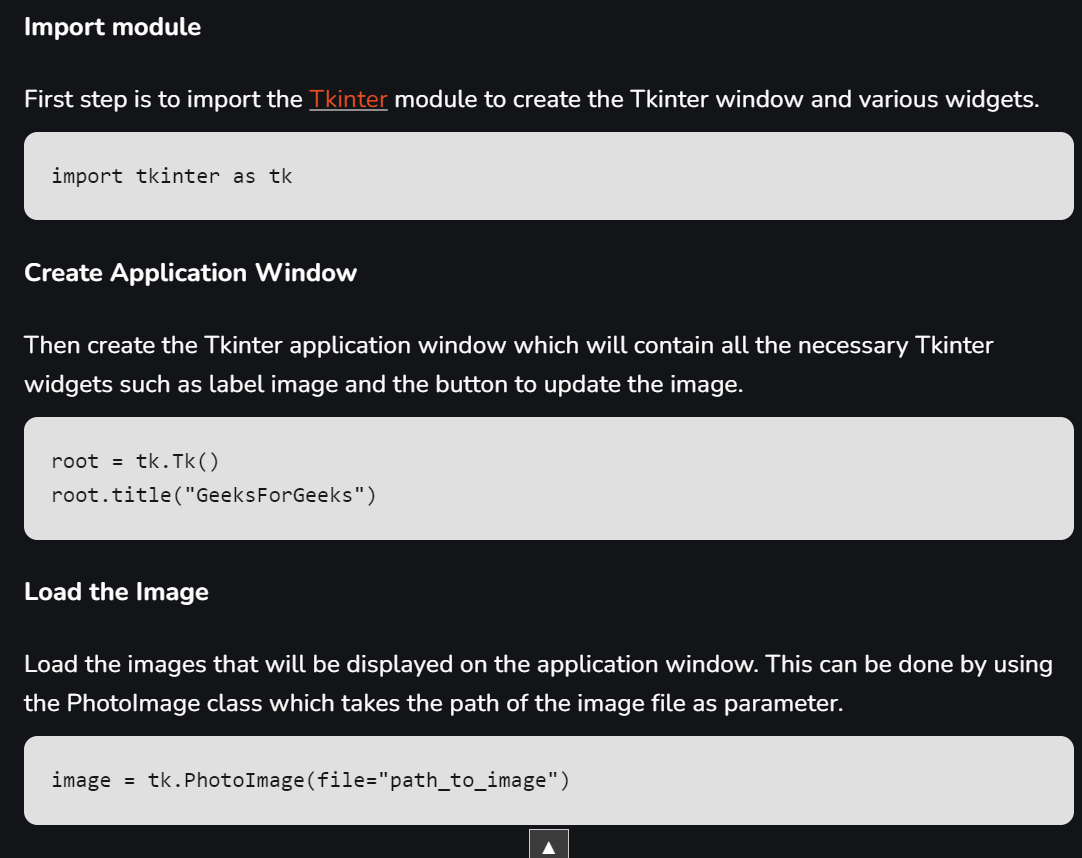 Import module
First step is to import the Tkinter module to create the Tkinter window and various widgets.
import tkinter as tk
Create Application Window
Then create the Tkinter application window which will contain all the necessary Tkinter
widgets such as label image and the button to update the image.
root = tk.Tk()
root.title("GeeksForGeeks")
Load the Image
Load the images that will be displayed on the application window. This can be done by using
the PhotoImage class which takes the path of the image file as parameter.
image = tk.PhotoImage(file="path_to_image")